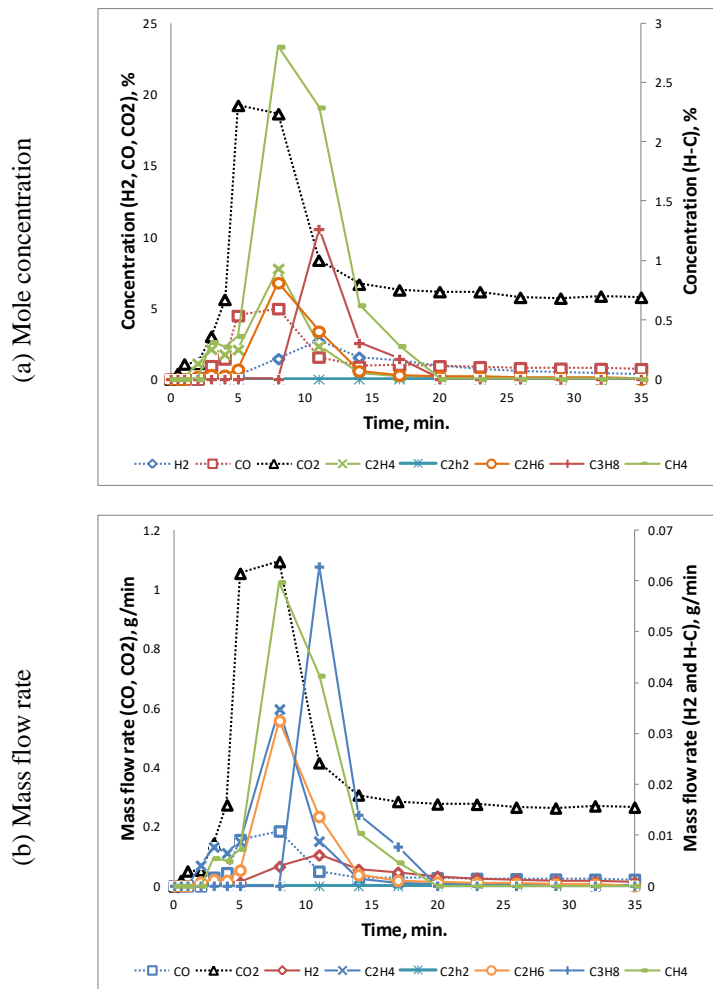 (a) Mole concentration
Concentration (H2, CO, CO2), %
25
20
15
10
5
0
3
2.5
2
1.5
1
0.5
0
Concentration (H-C), %
0 5 10 15 20 25 30 35
Time, min.
H2 CO CO2 C2H4 C2h2 C2H6 C3H8 CH4
(b) Mass flow rate
Mass flow rate (CO, CO2), g/min
1.2
1
0.8
0.6
0.4
0.2
0
0.07
0.06
0.05
0.04
0.03
0.02
0.01
0
Mass flow rate (H2 and H-C), g/min
0 5 10 15 20 25 30 35
Time, min.
CO CO2 H2 C2H4 C2h2 C2H6 C3H8 CH4